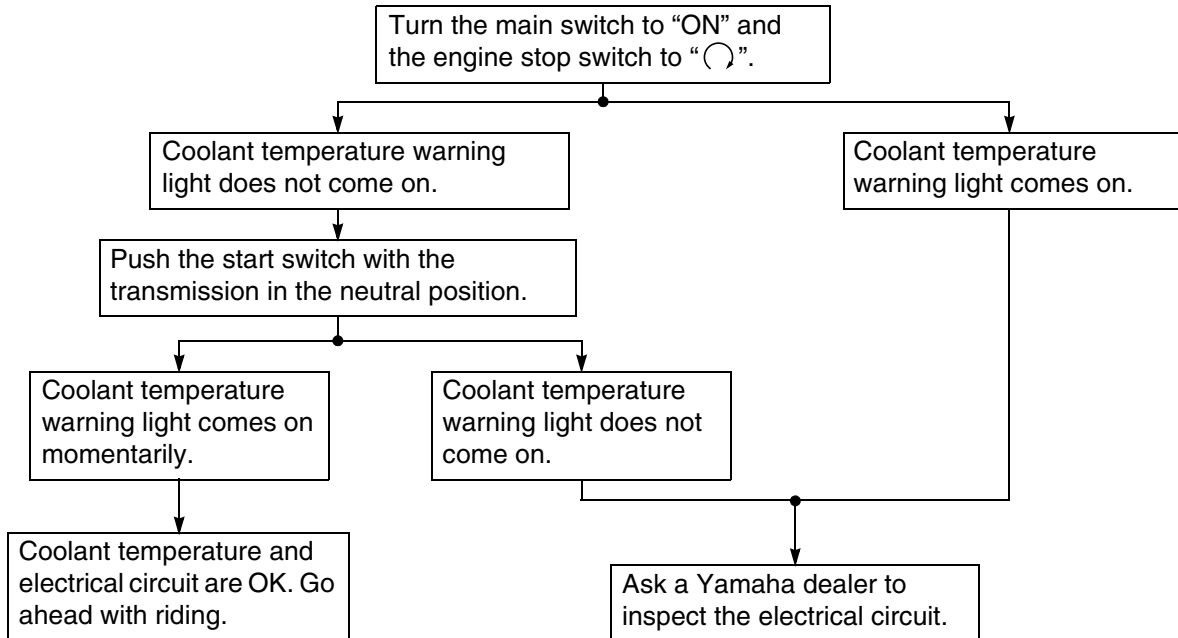 Turn the main switch to “ON” and
the engine stop switch to “ ”.
Coolant temperature warning
light does not come on.
Coolant temperature
warning light comes on.
Push the start switch with the
transmission in the neutral position.
Coolant temperature
warning light comes on
momentarily.
Coolant temperature
warning light does not
come on.
Coolant temperature and
electrical circuit are OK. Go
ahead with riding.
Ask a Yamaha dealer to
inspect the electrical circuit.